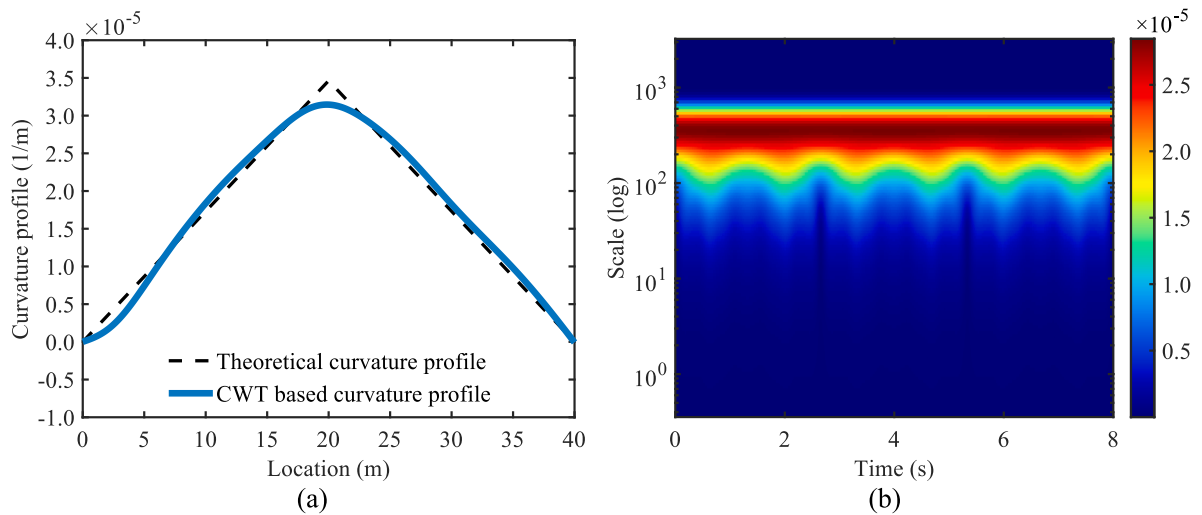 ×10⁻⁵
4.0
3.5
3.0
2.5
2.0
1.5
1.0
0.5
0.0
-0.5
-1.0
Curvature profile (1/m)
Theoretical curvature profile
CWT based curvature profile
0 5 10 15 20 25 30 35 40
Location (m)
(a)
×10⁻⁵
10³
10²
10¹
10⁰
Scale (log)
0 2 4 6 8
Time (s)
2.5
2.0
1.5
1.0
0.5
(b)